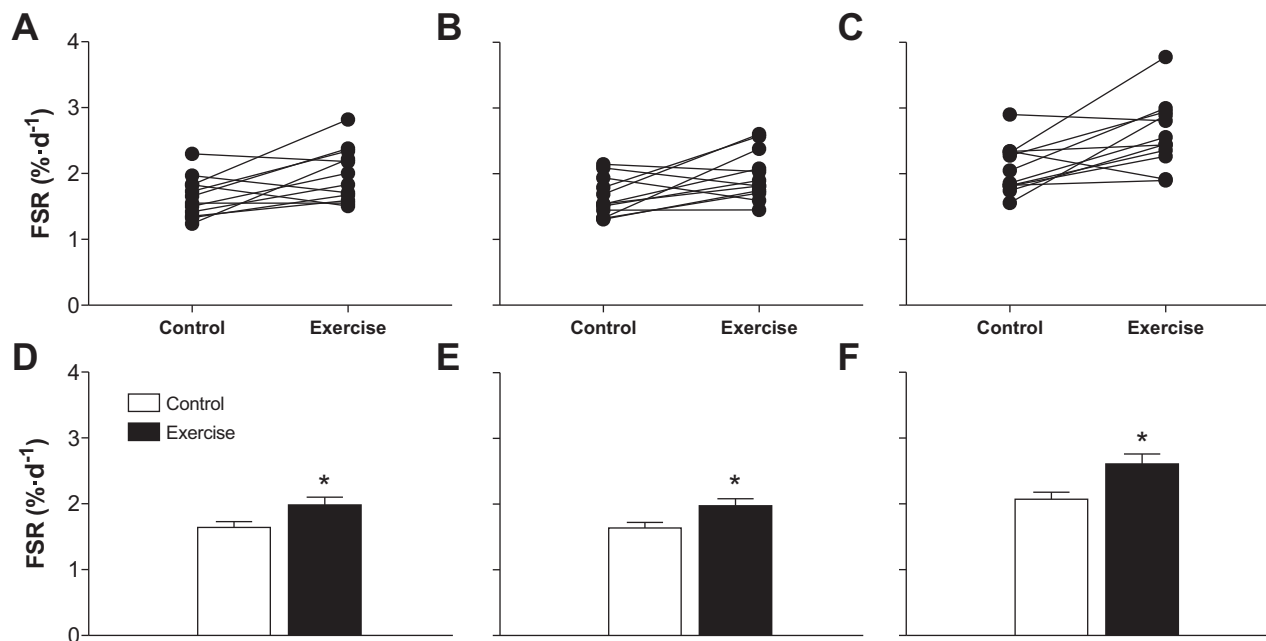 A B C
4
3
2
1
0
FSR (%·d-1)
Control Exercise Control Exercise Control Exercise
D E F
4
3
2
1
0
FSR (%·d-1)
Control
Exercise
* * *